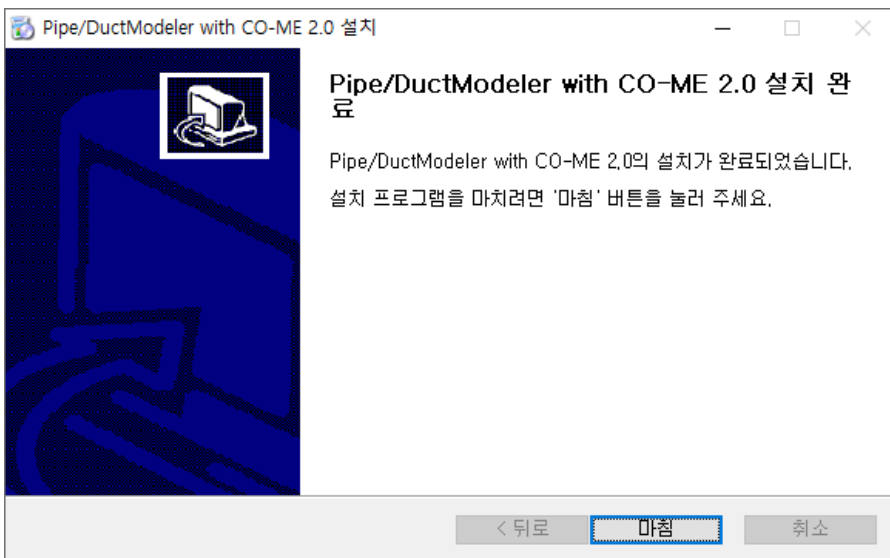 Pipe/DuctModeler with CO-ME 2.0 설치
Pipe/DuctModeler with CO-ME 2.0 설치 완
료
Pipe/DuctModeler with CO-ME 2.0의 설치가 완료되었습니다.
설치 프로그램을 마치려면 '마침' 버튼을 눌러 주세요.
< 뒤로 마침 취소